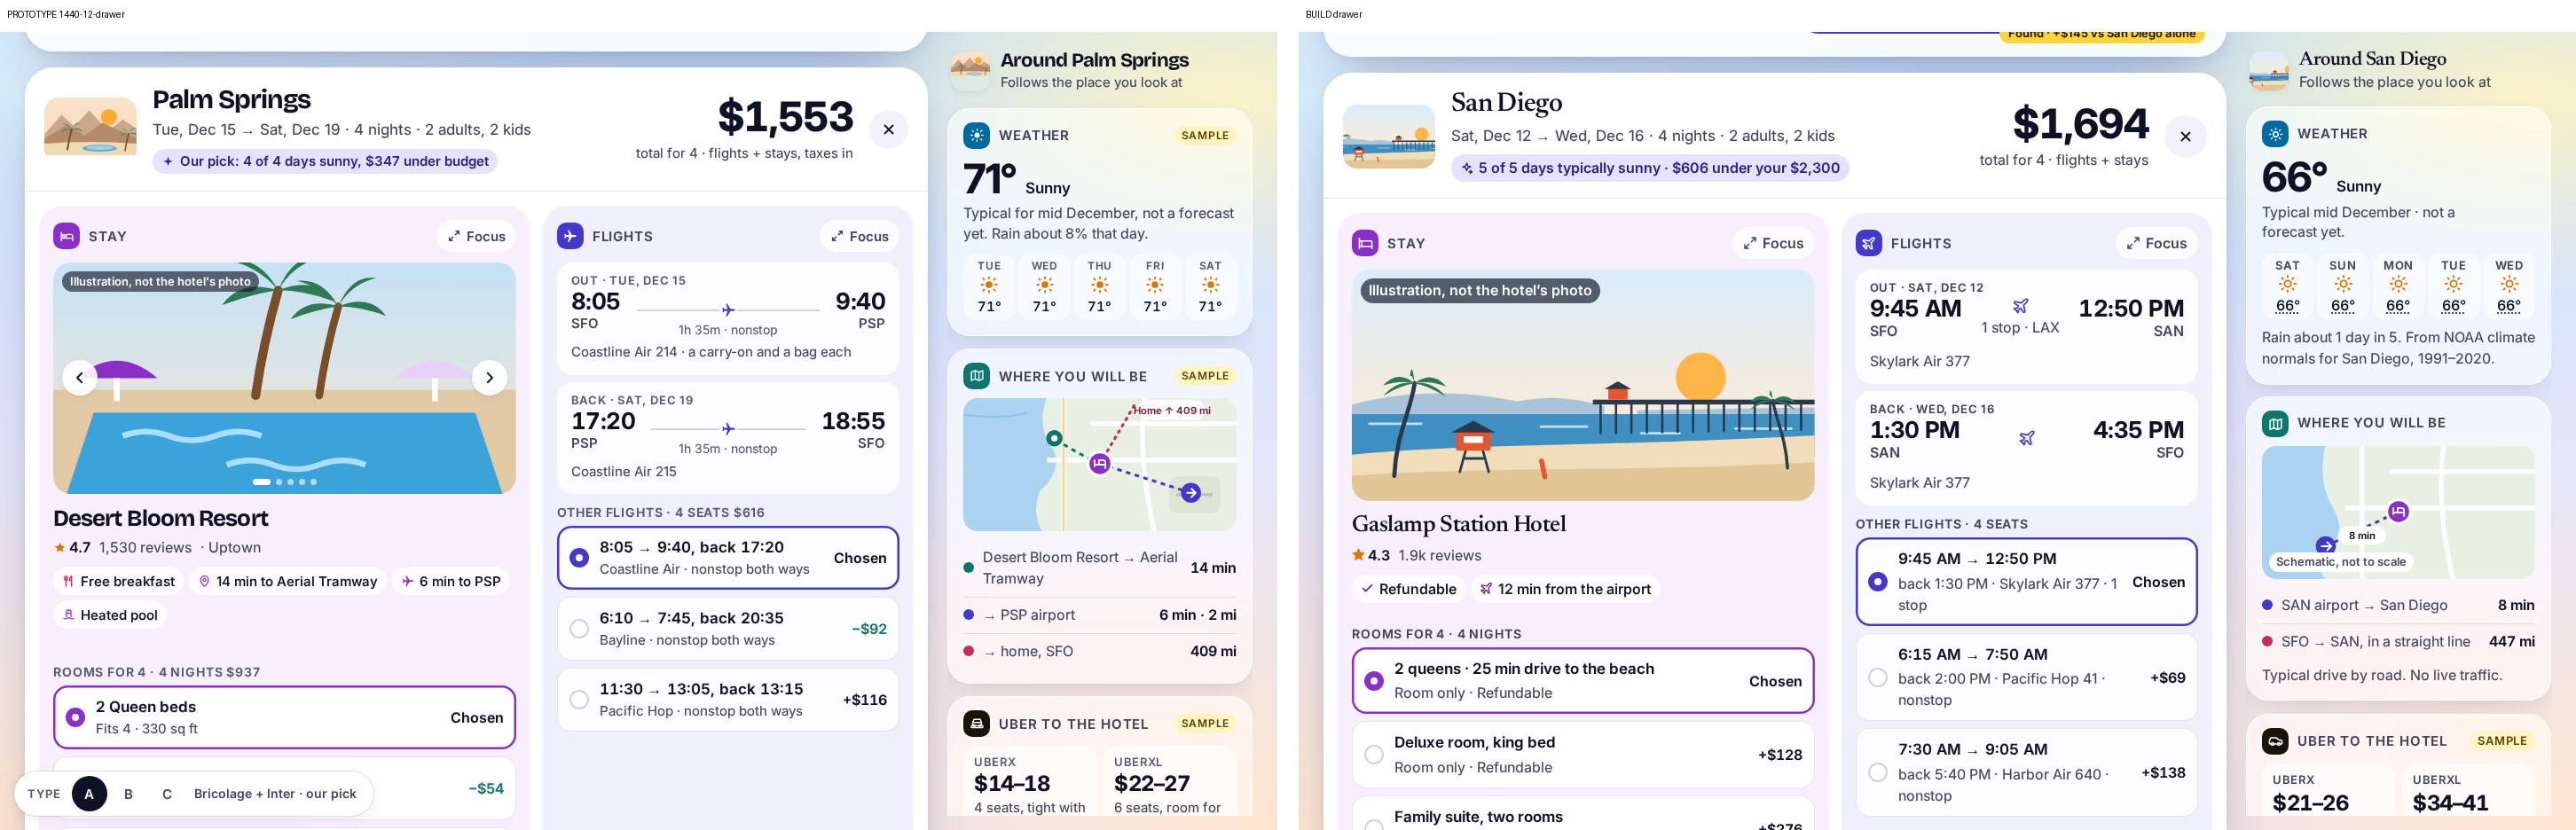 PROTOTYPE 1440-12-drawer
Palm Springs
Tue, Dec 15 → Sat, Dec 19 · 4 nights · 2 adults, 2 kids
Our pick: 4 of 4 days sunny, $347 under budget
$1,553
total for 4 · flights + stays, taxes in
STAY
Focus
Illustration, not the hotel's photo
Desert Bloom Resort
4.7 1,530 reviews · Uptown
Free breakfast
14 min to Aerial Tramway
6 min to PSP
Heated pool
ROOMS FOR 4 · 4 NIGHTS $937
2 Queen beds
Fits 4 · 330 sq ft
Chosen
−$54
TYPE A B C Bricolage + Inter · our pick
FLIGHTS
Focus
OUT · TUE, DEC 15
8:05 9:40
SFO PSP
1h 35m · nonstop
Coastline Air 214 · a carry-on and a bag each
BACK · SAT, DEC 19
17:20 18:55
PSP SFO
1h 35m · nonstop
Coastline Air 215
OTHER FLIGHTS · 4 SEATS $616
8:05 → 9:40, back 17:20
Coastline Air · nonstop both ways
Chosen
6:10 → 7:45, back 20:35
Bayline · nonstop both ways
−$92
11:30 → 13:05, back 13:15
Pacific Hop · nonstop both ways
+$116
Around Palm Springs
Follows the place you look at
WEATHER
SAMPLE
71° Sunny
Typical for mid December, not a forecast
yet. Rain about 8% that day.
TUE WED THU FRI SAT
71° 71° 71° 71° 71°
WHERE YOU WILL BE
SAMPLE
Home ↑ 409 mi
Desert Bloom Resort → Aerial
Tramway
14 min
→ PSP airport 6 min · 2 mi
→ home, SFO 409 mi
UBER TO THE HOTEL
SAMPLE
UBERX
$14–18
4 seats, tight with
UBERXL
$22–27
6 seats, room for
BUILD drawer
Found · +$145 vs San Diego alone
San Diego
Sat, Dec 12 → Wed, Dec 16 · 4 nights · 2 adults, 2 kids
5 of 5 days typically sunny · $606 under your $2,300
$1,694
total for 4 · flights + stays
STAY
Focus
Illustration, not the hotel's photo
Gaslamp Station Hotel
4.3 1.9k reviews
Refundable
12 min from the airport
ROOMS FOR 4 · 4 NIGHTS
2 queens · 25 min drive to the beach
Room only · Refundable
Chosen
Deluxe room, king bed
Room only · Refundable
+$128
Family suite, two rooms
+$276
FLIGHTS
Focus
OUT · SAT, DEC 12
9:45 AM 12:50 PM
SFO SAN
1 stop · LAX
Skylark Air 377
BACK · WED, DEC 16
1:30 PM 4:35 PM
SAN SFO
Skylark Air 377
OTHER FLIGHTS · 4 SEATS
9:45 AM → 12:50 PM
back 1:30 PM · Skylark Air 377 · 1
stop
Chosen
6:15 AM → 7:50 AM
back 2:00 PM · Pacific Hop 41 ·
nonstop
+$69
7:30 AM → 9:05 AM
back 5:40 PM · Harbor Air 640 ·
nonstop
+$138
Around San Diego
Follows the place you look at
WEATHER
66° Sunny
Typical mid December · not a
forecast yet.
SAT SUN MON TUE WED
66° 66° 66° 66° 66°
Rain about 1 day in 5. From NOAA climate
normals for San Diego, 1991–2020.
WHERE YOU WILL BE
8 min
Schematic, not to scale
SAN airport → San Diego 8 min
SFO → SAN, in a straight line 447 mi
Typical drive by road. No live traffic.
UBER TO THE HOTEL
SAMPLE
UBERX
$21–26
UBERXL
$34–41